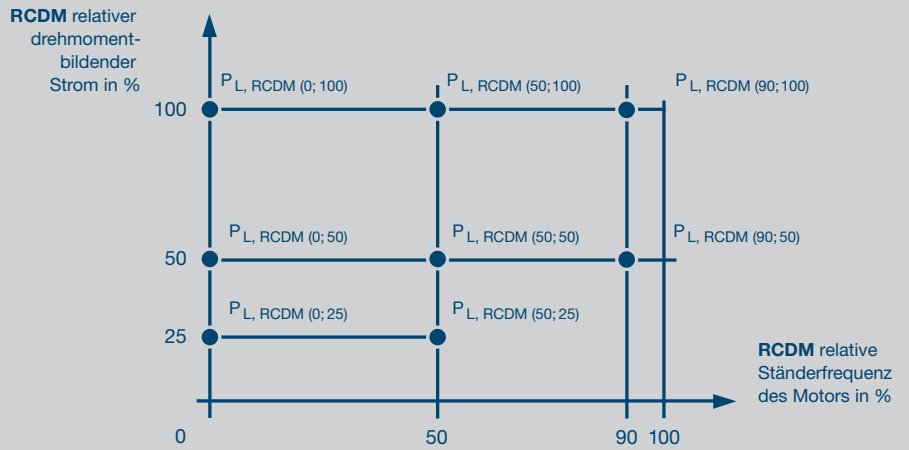 RCDM relativer
drehmoment-
bildender
Strom in %
P L, RCDM (0; 100)
P L, RCDM (50; 100)
P L, RCDM (90; 100)
100
P L, RCDM (0; 50)
P L, RCDM (50; 50)
P L, RCDM (90; 50)
50
P L, RCDM (0; 25)
P L, RCDM (50; 25)
25
RCDM relative
Ständerfrequenz
des Motors in %
0 50 90 100